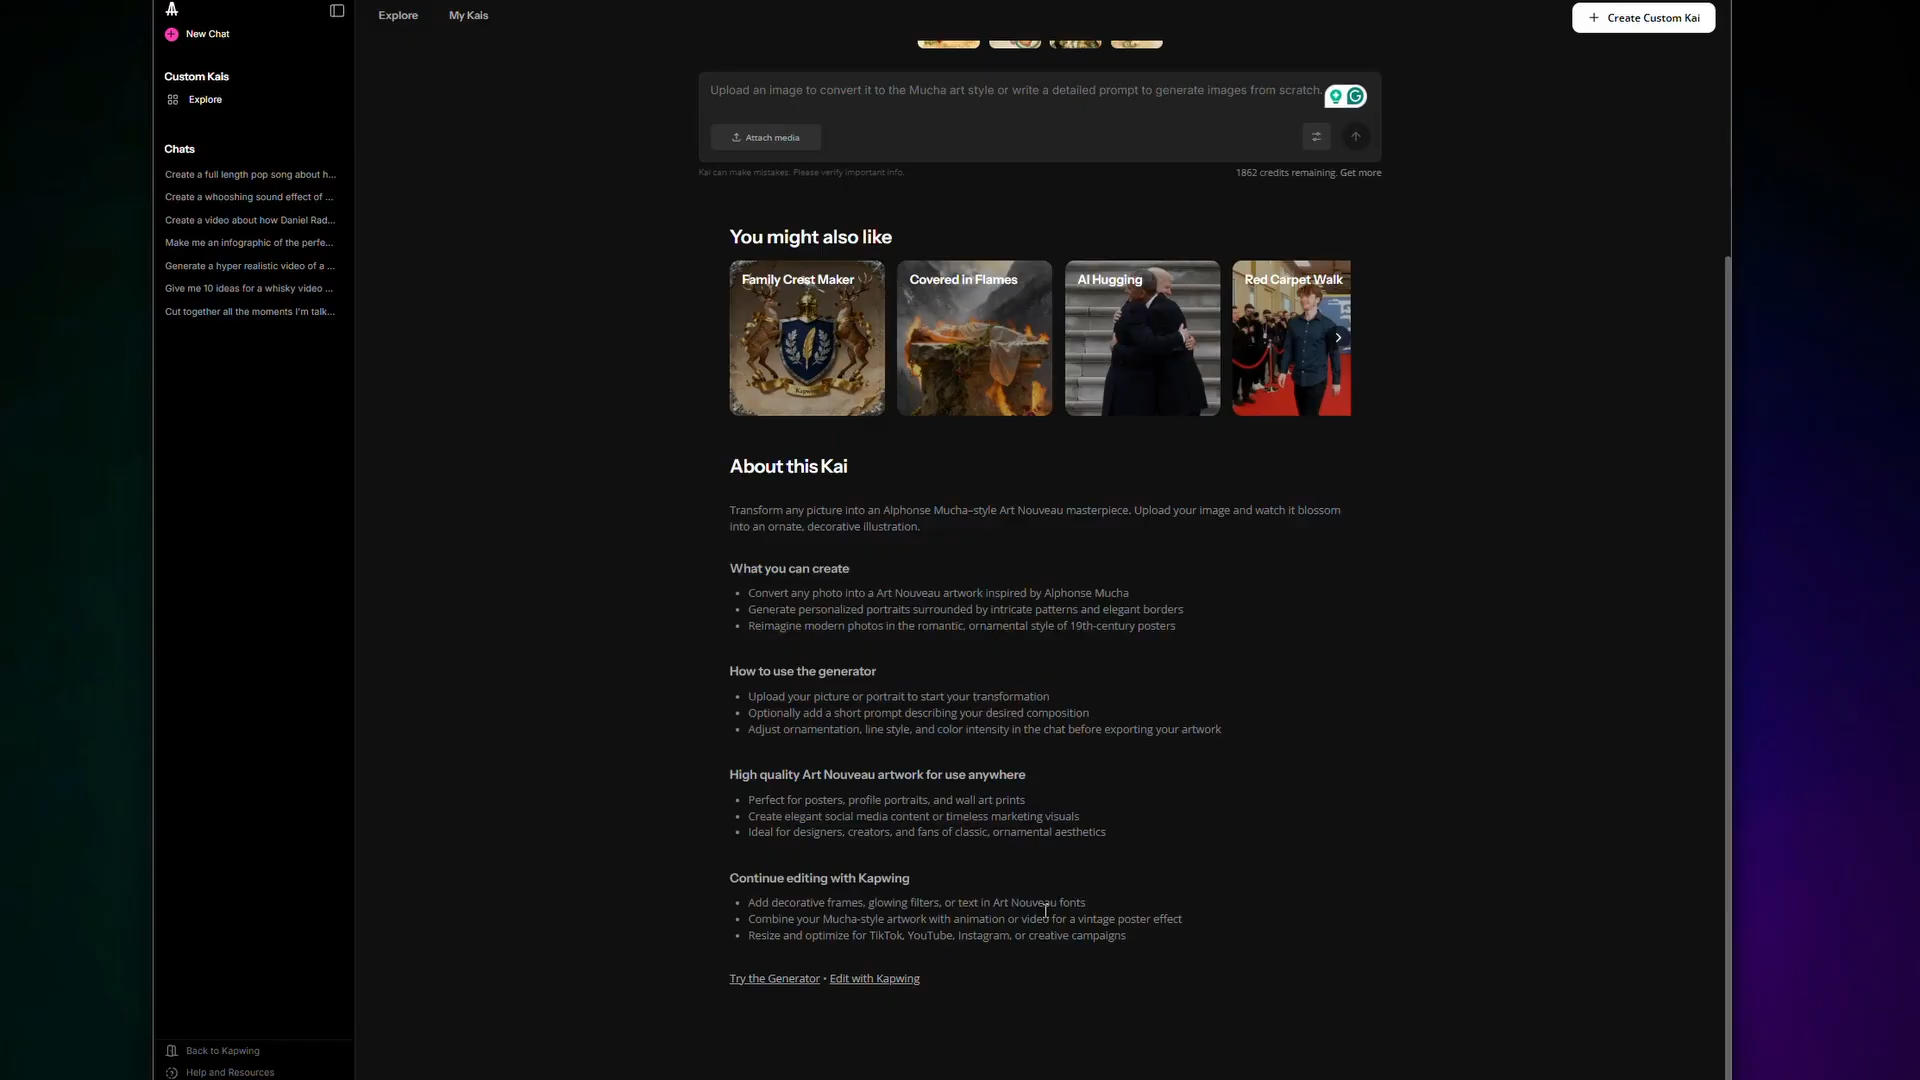 New Chat
Custom Kais
Explore
Chats
Create a full length pop song about h...
Create a whooshing sound effect of ...
Create a video about how Daniel Rad...
Make me an infographic of the perfe...
Generate a hyper realistic video of a ...
Give me 10 ideas for a whisky video ...
Cut together all the moments I'm talk...
Back to Kapwing
Help and Resources
Explore
My Kais
Create Custom Kai
Upload an image to convert it to the Mucha art style or write a detailed prompt to generate images from scratch.
Attach media
Kai can make mistakes. Please verify important info.
1862 credits remaining. Get more
You might also like
Family Crest Maker
Covered in Flames
AI Hugging
Red Carpet Walk
Kapwing
About this Kai
Transform any picture into an Alphonse Mucha–style Art Nouveau masterpiece. Upload your image and watch it blossom
into an ornate, decorative illustration.
What you can create
Convert any photo into a Art Nouveau artwork inspired by Alphonse Mucha
Generate personalized portraits surrounded by intricate patterns and elegant borders
Reimagine modern photos in the romantic, ornamental style of 19th-century posters
How to use the generator
Upload your picture or portrait to start your transformation
Optionally add a short prompt describing your desired composition
Adjust ornamentation, line style, and color intensity in the chat before exporting your artwork
High quality Art Nouveau artwork for use anywhere
Perfect for posters, profile portraits, and wall art prints
Create elegant social media content or timeless marketing visuals
Ideal for designers, creators, and fans of classic, ornamental aesthetics
Continue editing with Kapwing
Add decorative frames, glowing filters, or text in Art Nouveau fonts
Combine your Mucha-style artwork with animation or video for a vintage poster effect
Resize and optimize for TikTok, YouTube, Instagram, or creative campaigns
Try the Generator • Edit with Kapwing